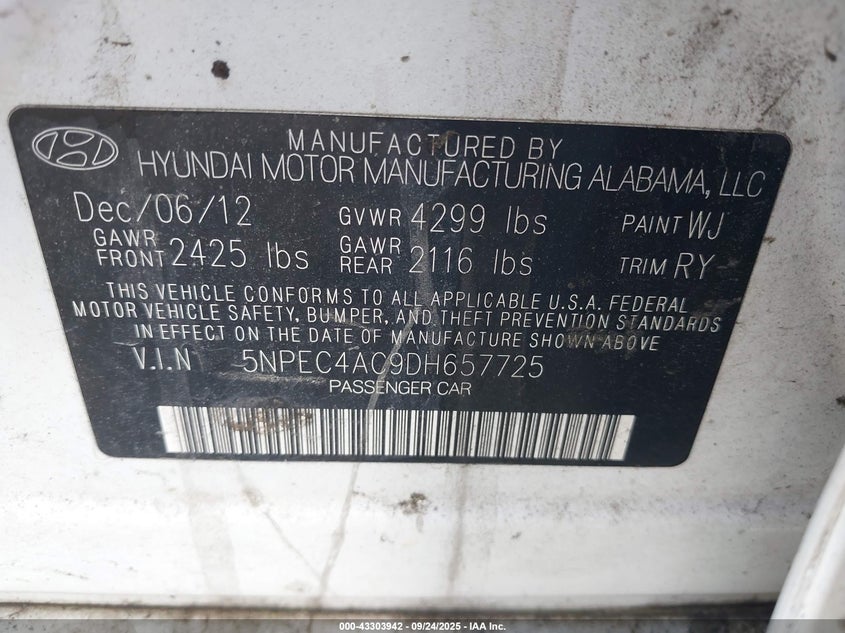 MANUFACTURED BY
HYUNDAI MOTOR MANUFACTURING ALABAMA, LLC
Dec/06/12 GVWR 4299 lbs PAINT WJ
GAWR FRONT 2425 lbs GAWR REAR 2116 lbs TRIM RY
THIS VEHICLE CONFORMS TO ALL APPLICABLE U.S.A. FEDERAL
MOTOR VEHICLE SAFETY, BUMPER, AND THEFT PREVENTION STANDARDS
IN EFFECT ON THE DATE OF MANUFACTURE SHOWN ABOVE
V.I.N 5NPEC4AC9DH657725
PASSENGER CAR
000-43303942 - 09/24/2025 - IAA Inc.